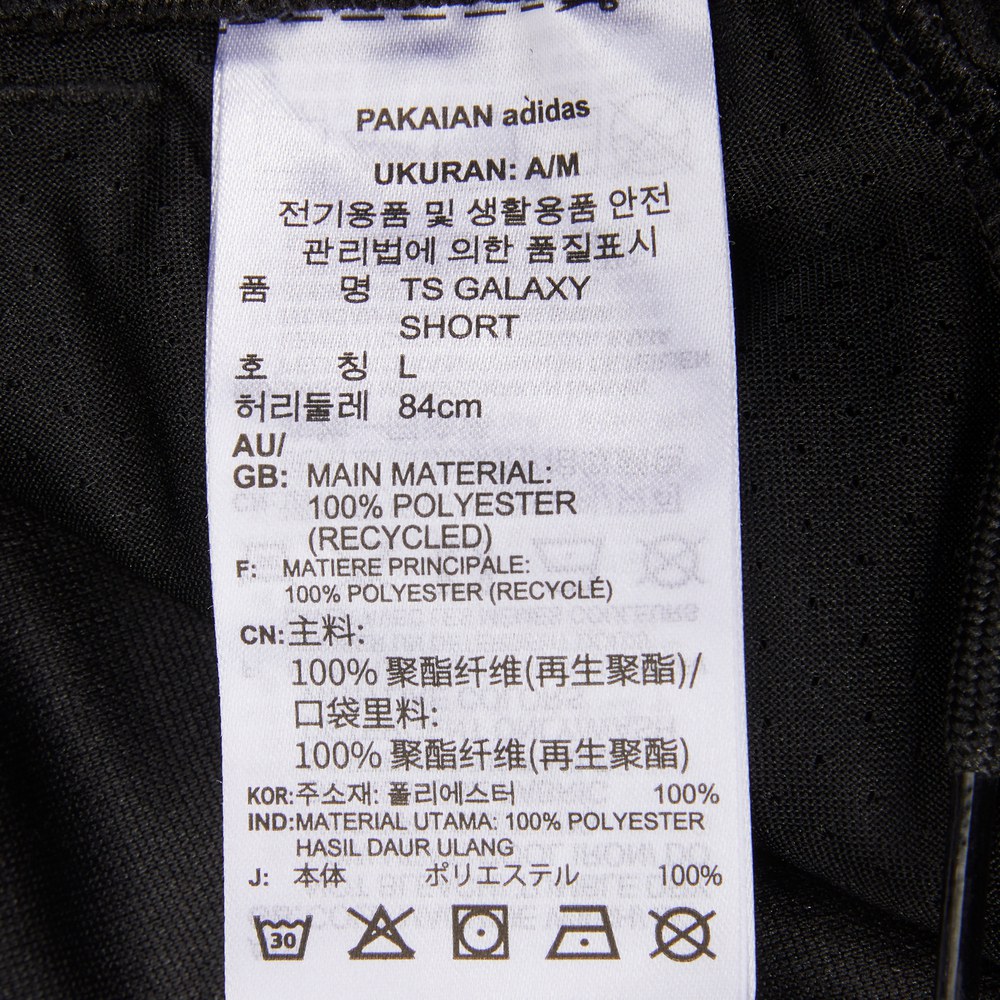 PAKAIAN adidas
UKURAN: A/M
전기용품 및 생활용품 안전
관리법에 의한 품질표시
품 명 TS GALAXY
SHORT
호 칭 L
허리둘레 84cm
AU/
GB: MAIN MATERIAL:
100% POLYESTER
(RECYCLED)
F: MATIERE PRINCIPALE:
100% POLYESTER (RECYCLÉ)
CN: 主料:
100% 聚酯纤维(再生聚酯)/
口袋里料:
100% 聚酯纤维(再生聚酯)
KOR:주소재: 폴리에스터 100%
IND:MATERIAL UTAMA: 100% POLYESTER
HASIL DAUR ULANG
J: 本体 ポリエステル 100%
30